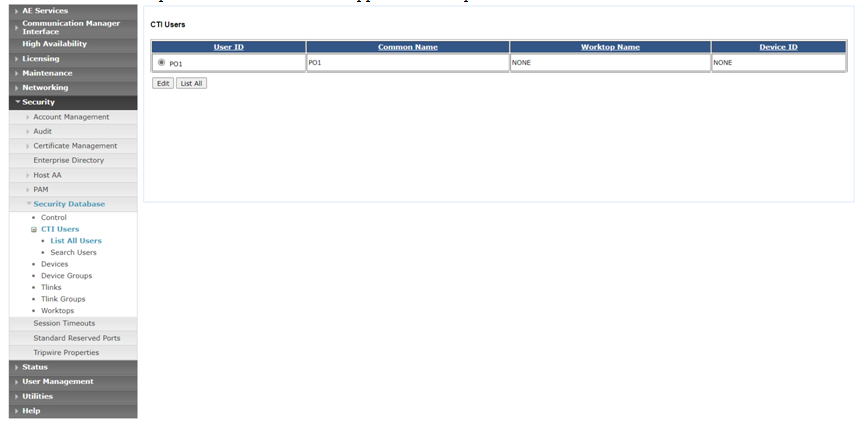 AE Services
Communication Manager
Interface
High Availability
Licensing
Maintenance
Networking
Security
Account Management
Audit
Certificate Management
Enterprise Directory
Host AA
PAM
Security Database
Control
CTI Users
List All Users
Search Users
Devices
Device Groups
Tlinks
Tlink Groups
Worktops
Session Timeouts
Standard Reserved Ports
Tripwire Properties
Status
User Management
Utilities
Help
CTI Users
User ID Common Name Worktop Name Device ID
PO1 PO1 NONE NONE
Edit List All